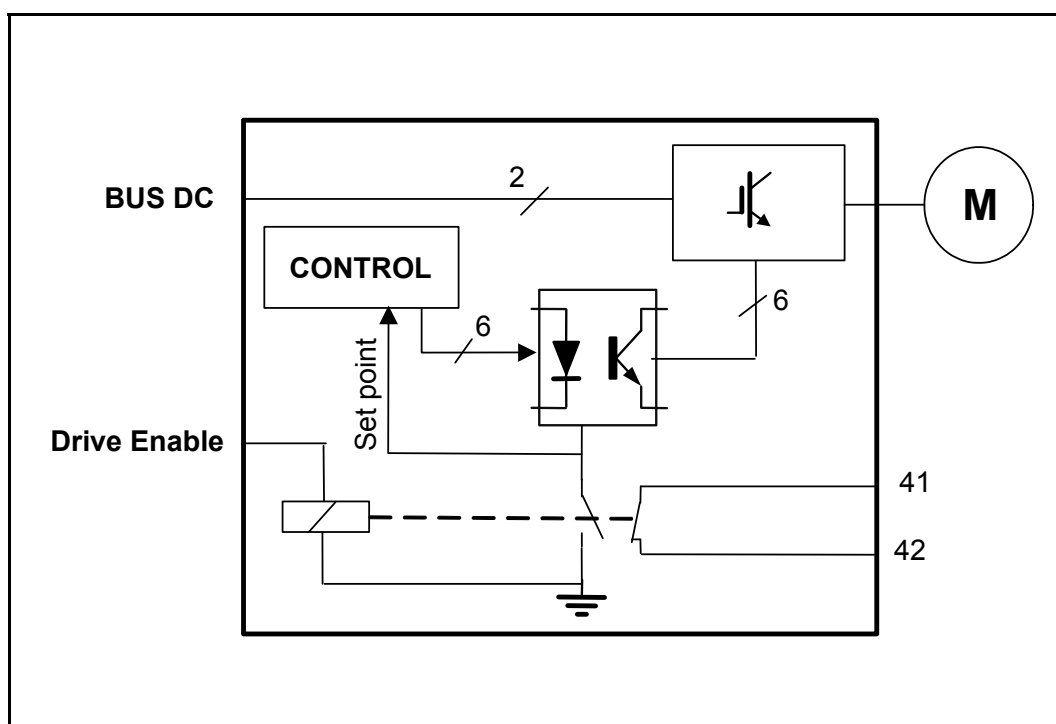 BUS DC
2
M
CONTROL
6
6
Set point
Drive Enable
41
42